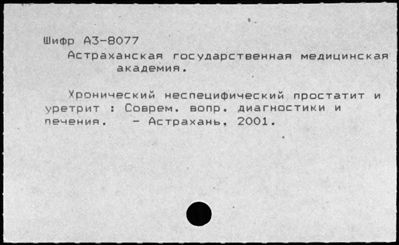 Шифр А3-8077
Астраханская государственная медицинская
академия.
Хронический неспецифический простатит и
уретрит : Соврем. вопр. диагностики и
лечения. - Астрахань, 2001.